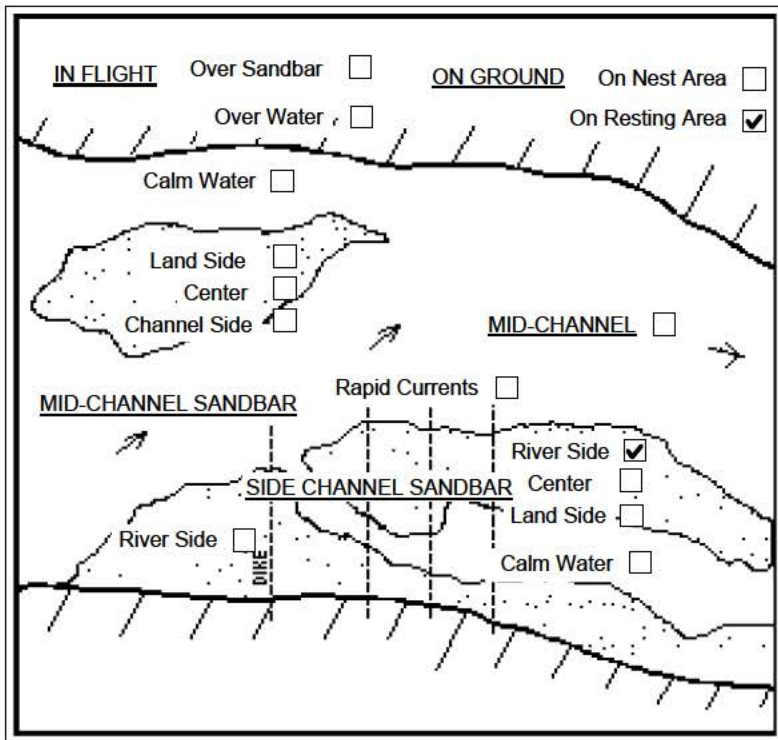 IN FLIGHT Over Sandbar ON GROUND On Nest Area
Over Water On Resting Area
Calm Water
Land Side
Center
Channel Side
MID-CHANNEL
Rapid Currents
MID-CHANNEL SANDBAR
River Side
SIDE CHANNEL SANDBAR Center
Land Side
River Side
Calm Water
DIKE